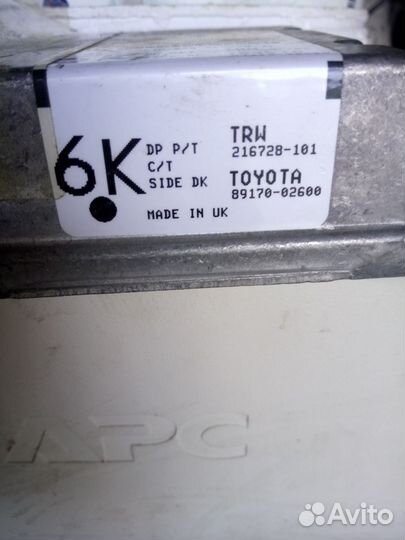 6K
DP P/T
C/T
SIDE DK
MADE IN UK
TRW
216728-101
TOYOTA
89170-02600
APC
Avito